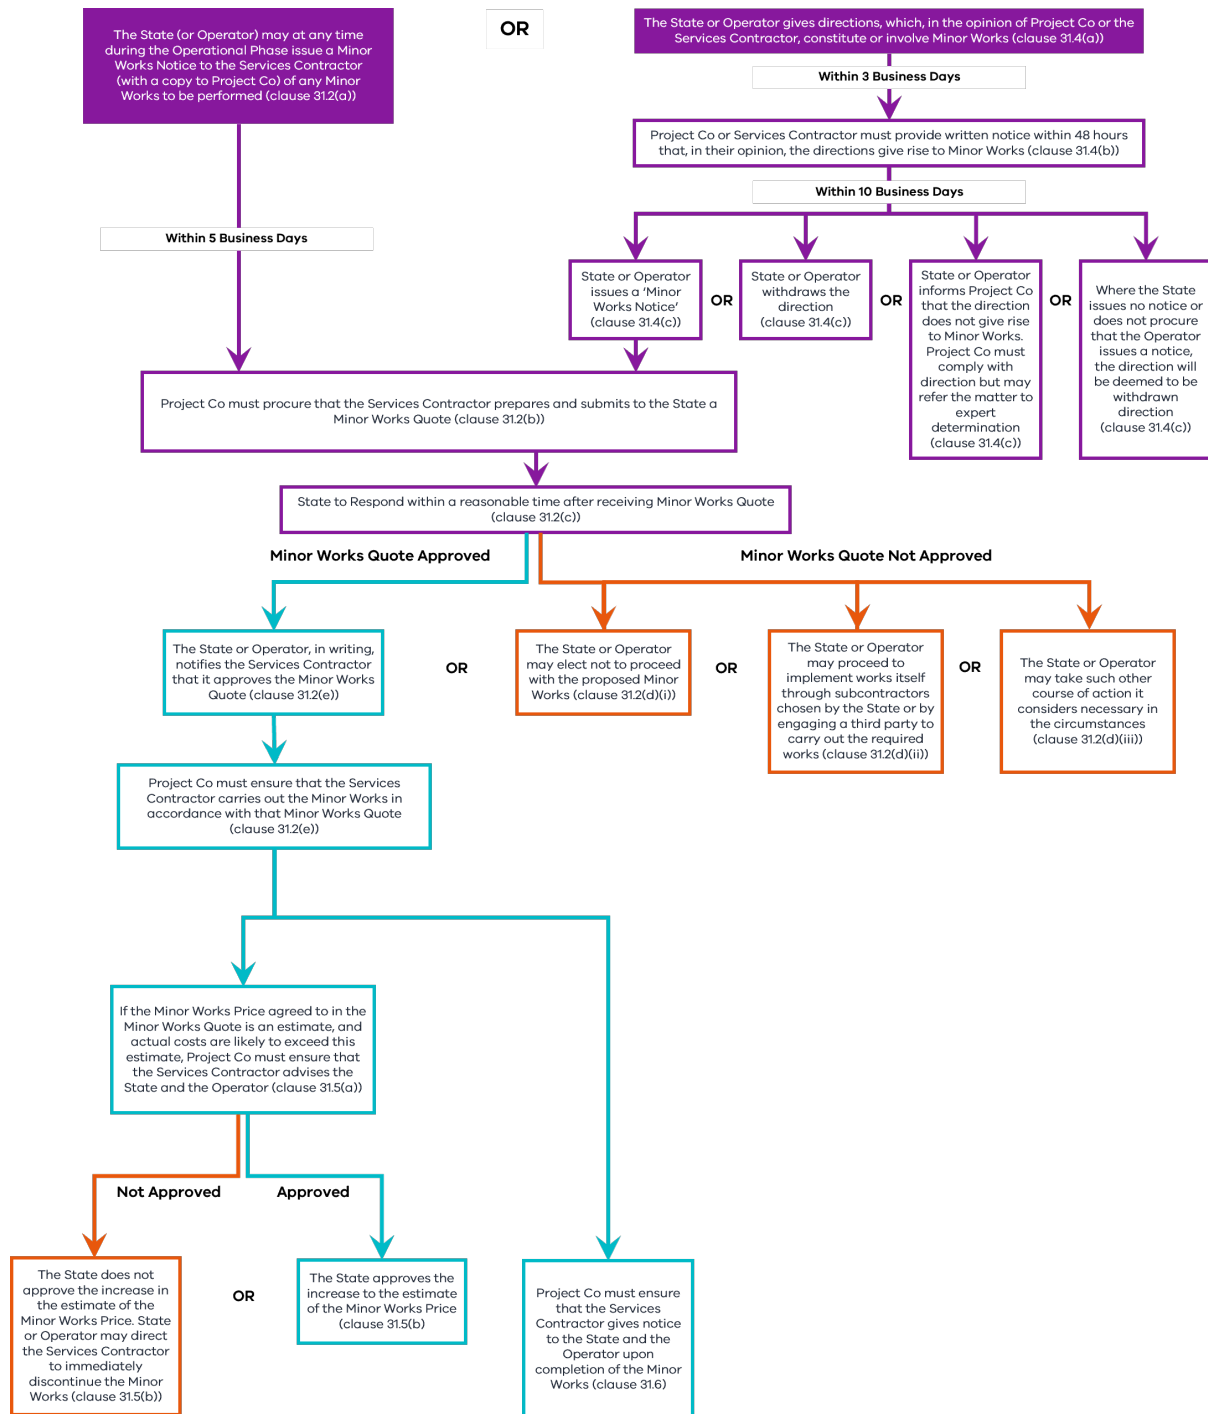 The State (or Operator) may at any time
during the Operational Phase issue a Minor
Works Notice to the Services Contractor
(with a copy to Project Co) of any Minor
Works to be performed (clause 31.2(a))
OR
The State or Operator gives directions, which, in the opinion of Project Co or the
Services Contractor, constitute or involve Minor Works (clause 31.4(a))
Within 3 Business Days
Project Co or Services Contractor must provide written notice within 48 hours
that, in their opinion, the directions give rise to Minor Works (clause 31.4(b))
Within 10 Business Days
Within 5 Business Days
State or Operator
issues a ‘Minor
Works Notice’
(clause 31.4(c))
OR
State or Operator
withdraws the
direction
(clause 31.4(c))
OR
State or Operator
informs Project Co
that the direction
does not give rise
to Minor Works.
Project Co must
comply with
direction but may
refer the matter to
expert
determination
(clause 31.4(c))
OR
Where the State
issues no notice or
does not procure
that the Operator
issues a notice,
the direction will
be deemed to be
withdrawn
direction
(clause 31.4(c))
Project Co must procure that the Services Contractor prepares and submits to the State a
Minor Works Quote (clause 31.2(b))
State to Respond within a reasonable time after receiving Minor Works Quote
(clause 31.2(c))
Minor Works Quote Approved
Minor Works Quote Not Approved
The State or Operator, in writing,
notifies the Services Contractor
that it approves the Minor Works
Quote (clause 31.2(e))
OR
The State or Operator
may elect not to proceed
with the proposed Minor
Works (clause 31.2(d)(i))
OR
The State or Operator
may proceed to
implement works itself
through subcontractors
chosen by the State or by
engaging a third party to
carry out the required
works (clause 31.2(d)(ii))
OR
The State or Operator
may take such other
course of action it
considers necessary in
the circumstances
(clause 31.2(d)(iii))
Project Co must ensure that the Services
Contractor carries out the Minor Works in
accordance with that Minor Works Quote
(clause 31.2(e))
If the Minor Works Price agreed to in the
Minor Works Quote is an estimate, and
actual costs are likely to exceed this
estimate, Project Co must ensure that
the Services Contractor advises the
State and the Operator (clause 31.5(a))
Not Approved
Approved
The State does not
approve the increase in
the estimate of the
Minor Works Price. State
or Operator may direct
the Services Contractor
to immediately
discontinue the Minor
Works (clause 31.5(b))
OR
The State approves the
increase to the estimate
of the Minor Works Price
(clause 31.5(b)
Project Co must ensure
that the Services
Contractor gives notice
to the State and the
Operator upon
completion of the Minor
Works (clause 31.6)